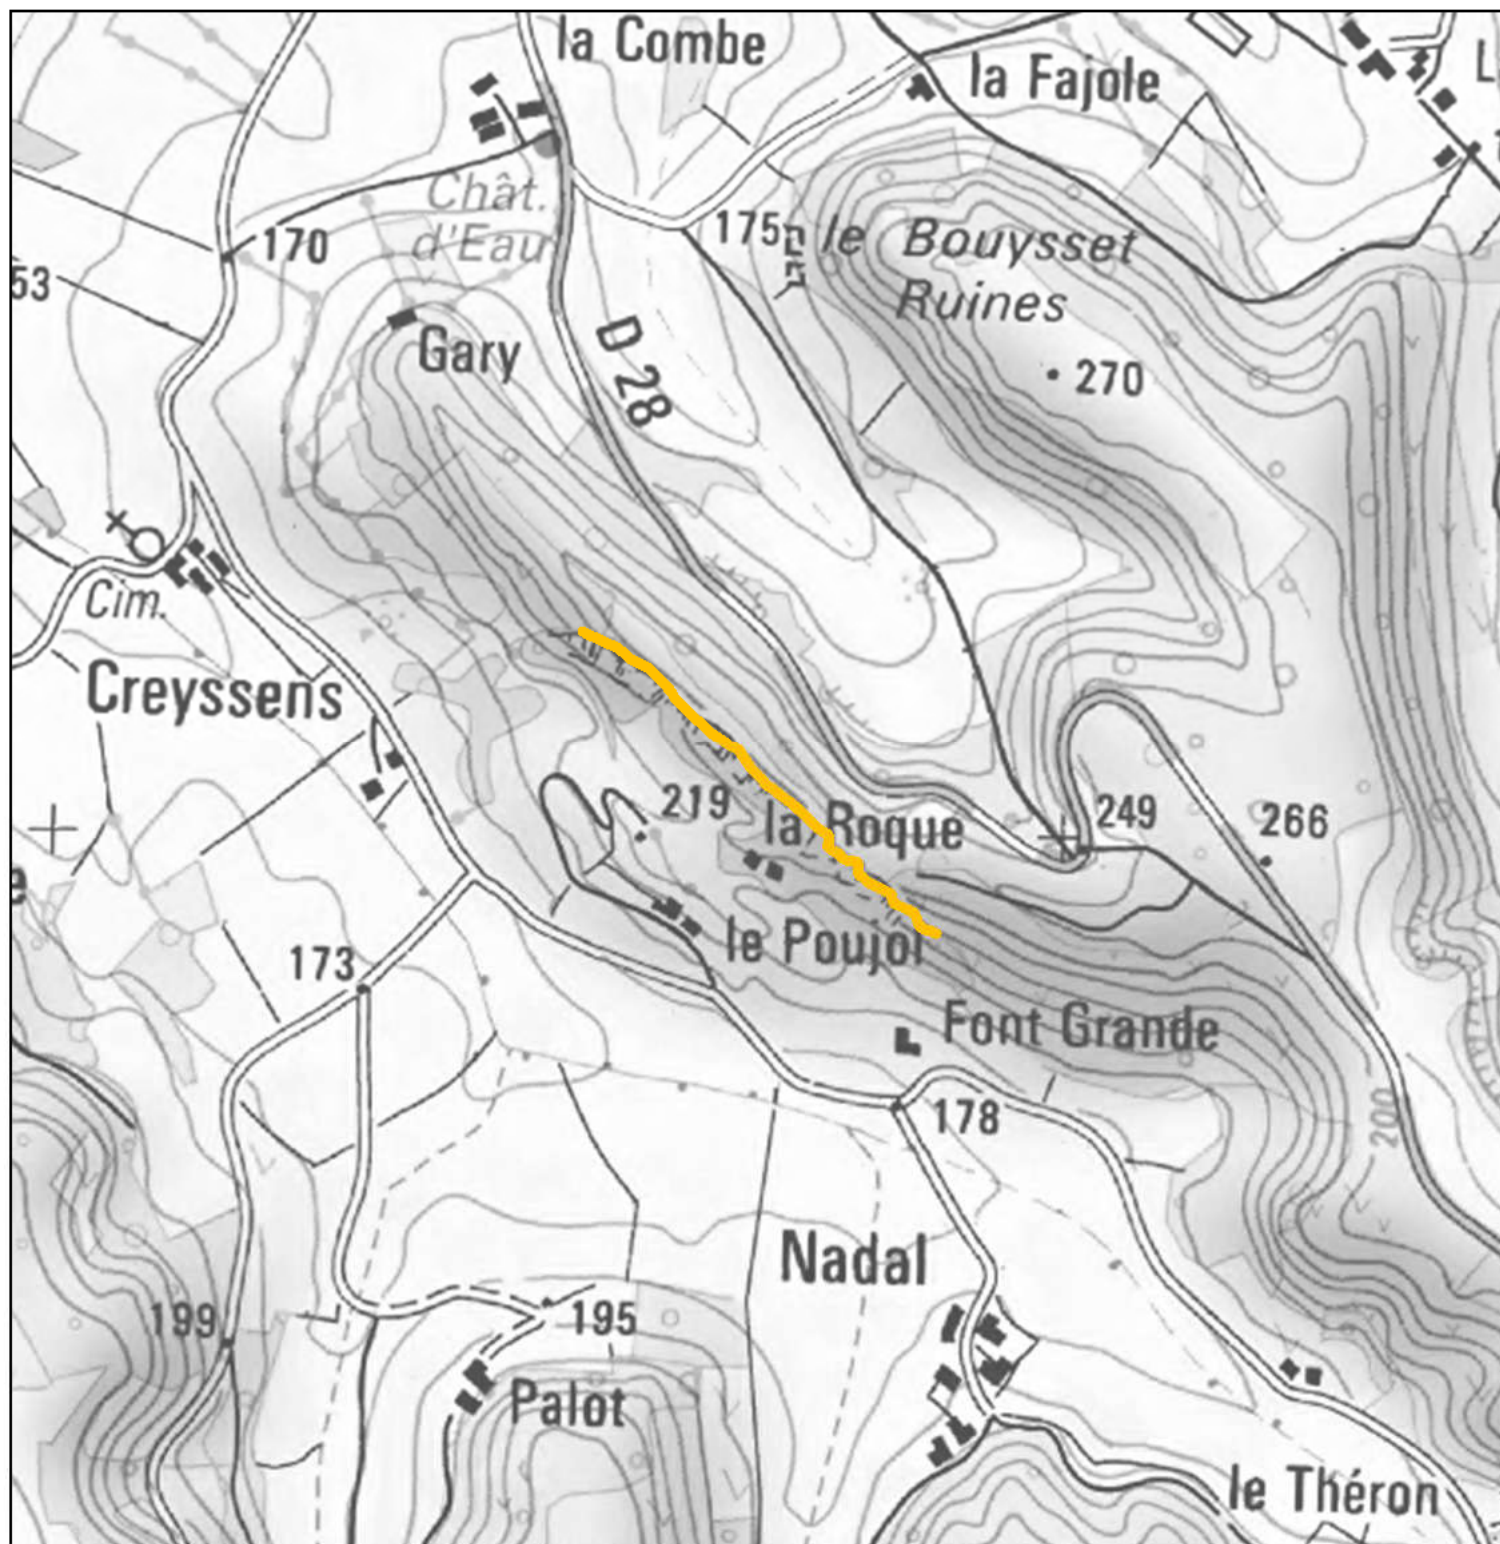 la Combe
la Fajole
L
Chât.
d'Eau
170
175
le Bouysset
Ruines
53
Gary
D 28
270
Cim.
Creyssens
219
la Roque
249
266
e
le Poujol
173
Font Grande
178
200
Nadal
199
195
Palot
le Théron